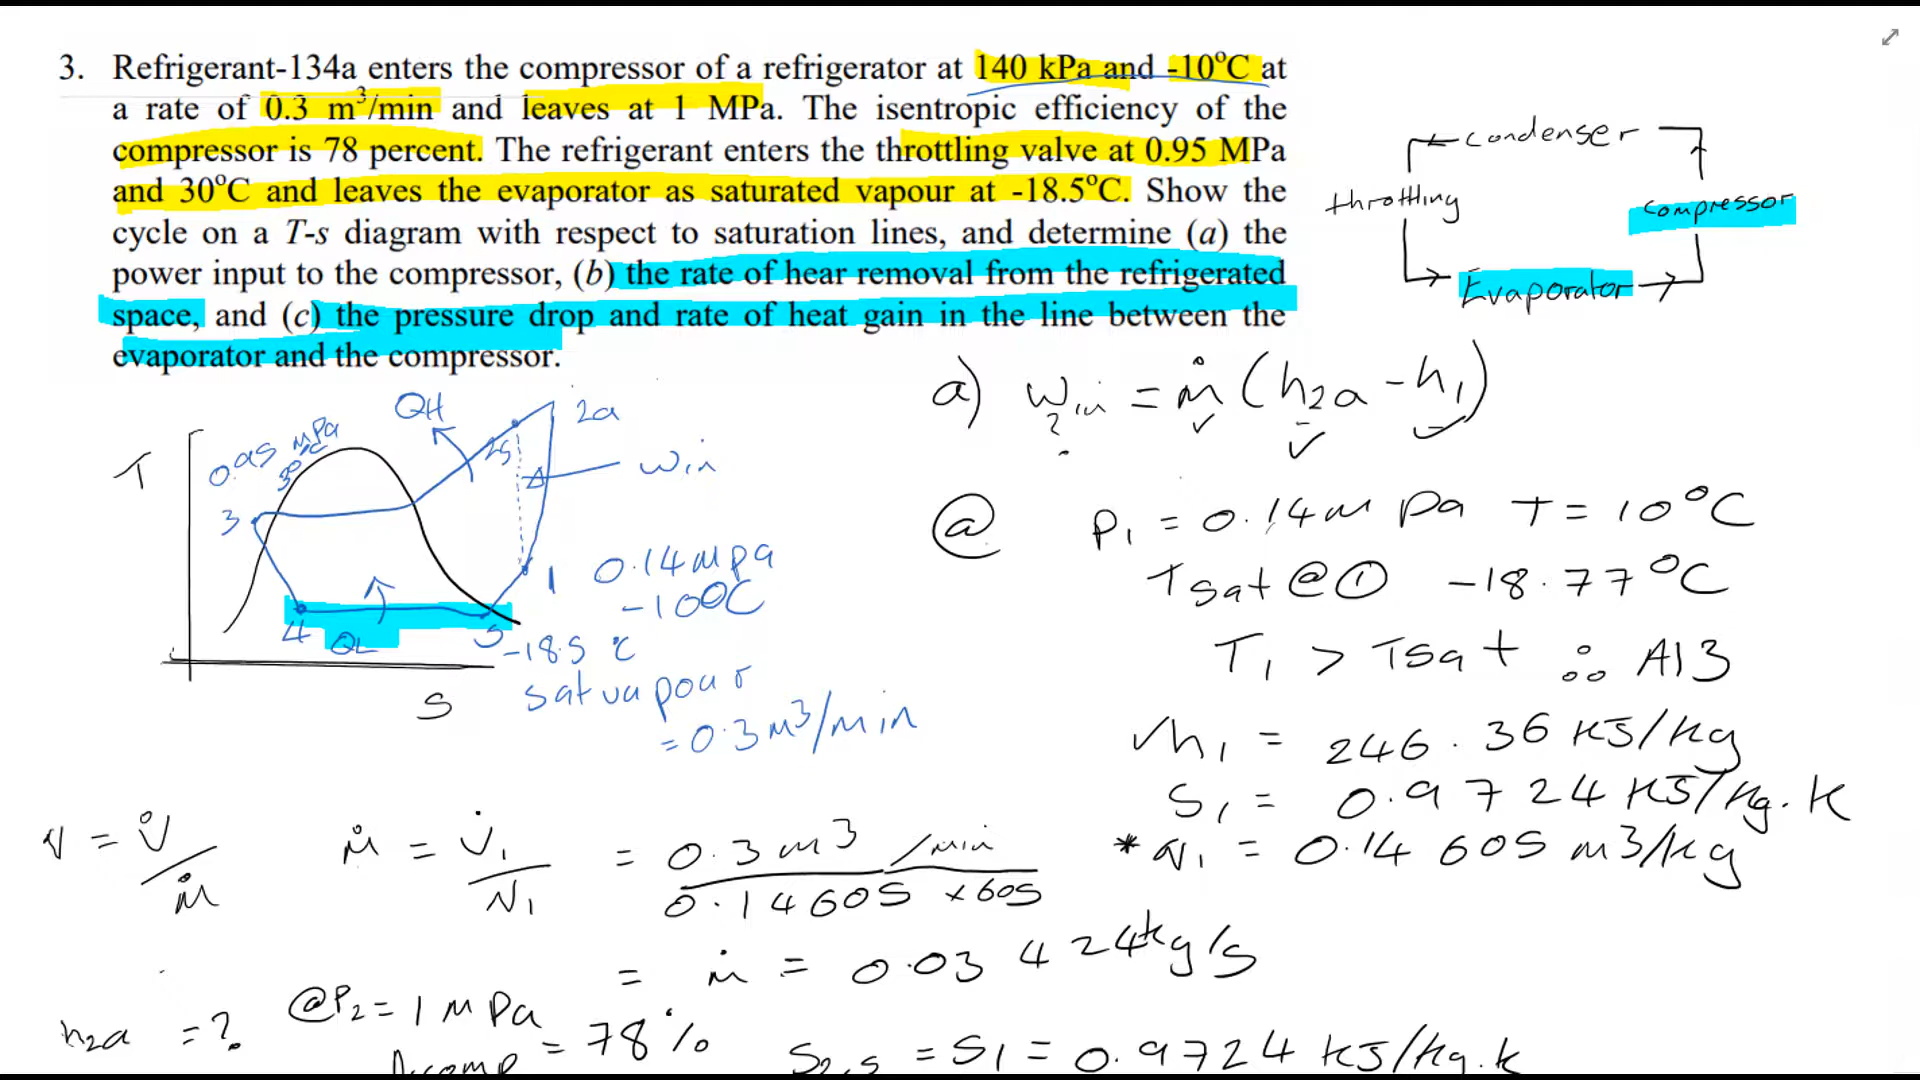 3. Refrigerant-134a enters the compressor of a refrigerator at 140 kPa and -10°C at
a rate of 0.3 m³/min and leaves at 1 MPa. The isentropic efficiency of the
compressor is 78 percent. The refrigerant enters the throttling valve at 0.95 MPa
and 30°C and leaves the evaporator as saturated vapour at -18.5°C. Show the
cycle on a T-s diagram with respect to saturation lines, and determine (a) the
power input to the compressor, (b) the rate of hear removal from the refrigerated
space, and (c) the pressure drop and rate of heat gain in the line between the
evaporator and the compressor.
Condenser
throttling
compressor
Evaporator
a) Ẇin = ṁ (h2a - h1)
?
QH
2a
0.95 MPa
30°C
2s
Win
T
3
1 0.14 MPa
-10°C
4
QL
5
-18.5 °C
sat vapour
= 0.3 m³/min
S
@ P1 = 0.14 M Pa T = 10°C
Tsat @ ① -18.77°C
T1 > Tsat ∴ A13
h1 = 246.36 KJ/Kg
S1 = 0.9724 KJ/Kg.K
* v1 = 0.14605 m3/kg
v = V̇ / ṁ
ṁ = V̇1 / v1 = 0.3 m3 /min / 0.14605 x 60s
= ṁ = 0.03424 kg/s
h2a = ?
@P2 = 1 M Pa
ηcomp = 78%
S2,s = S1 = 0.9724 KJ/Kg.K